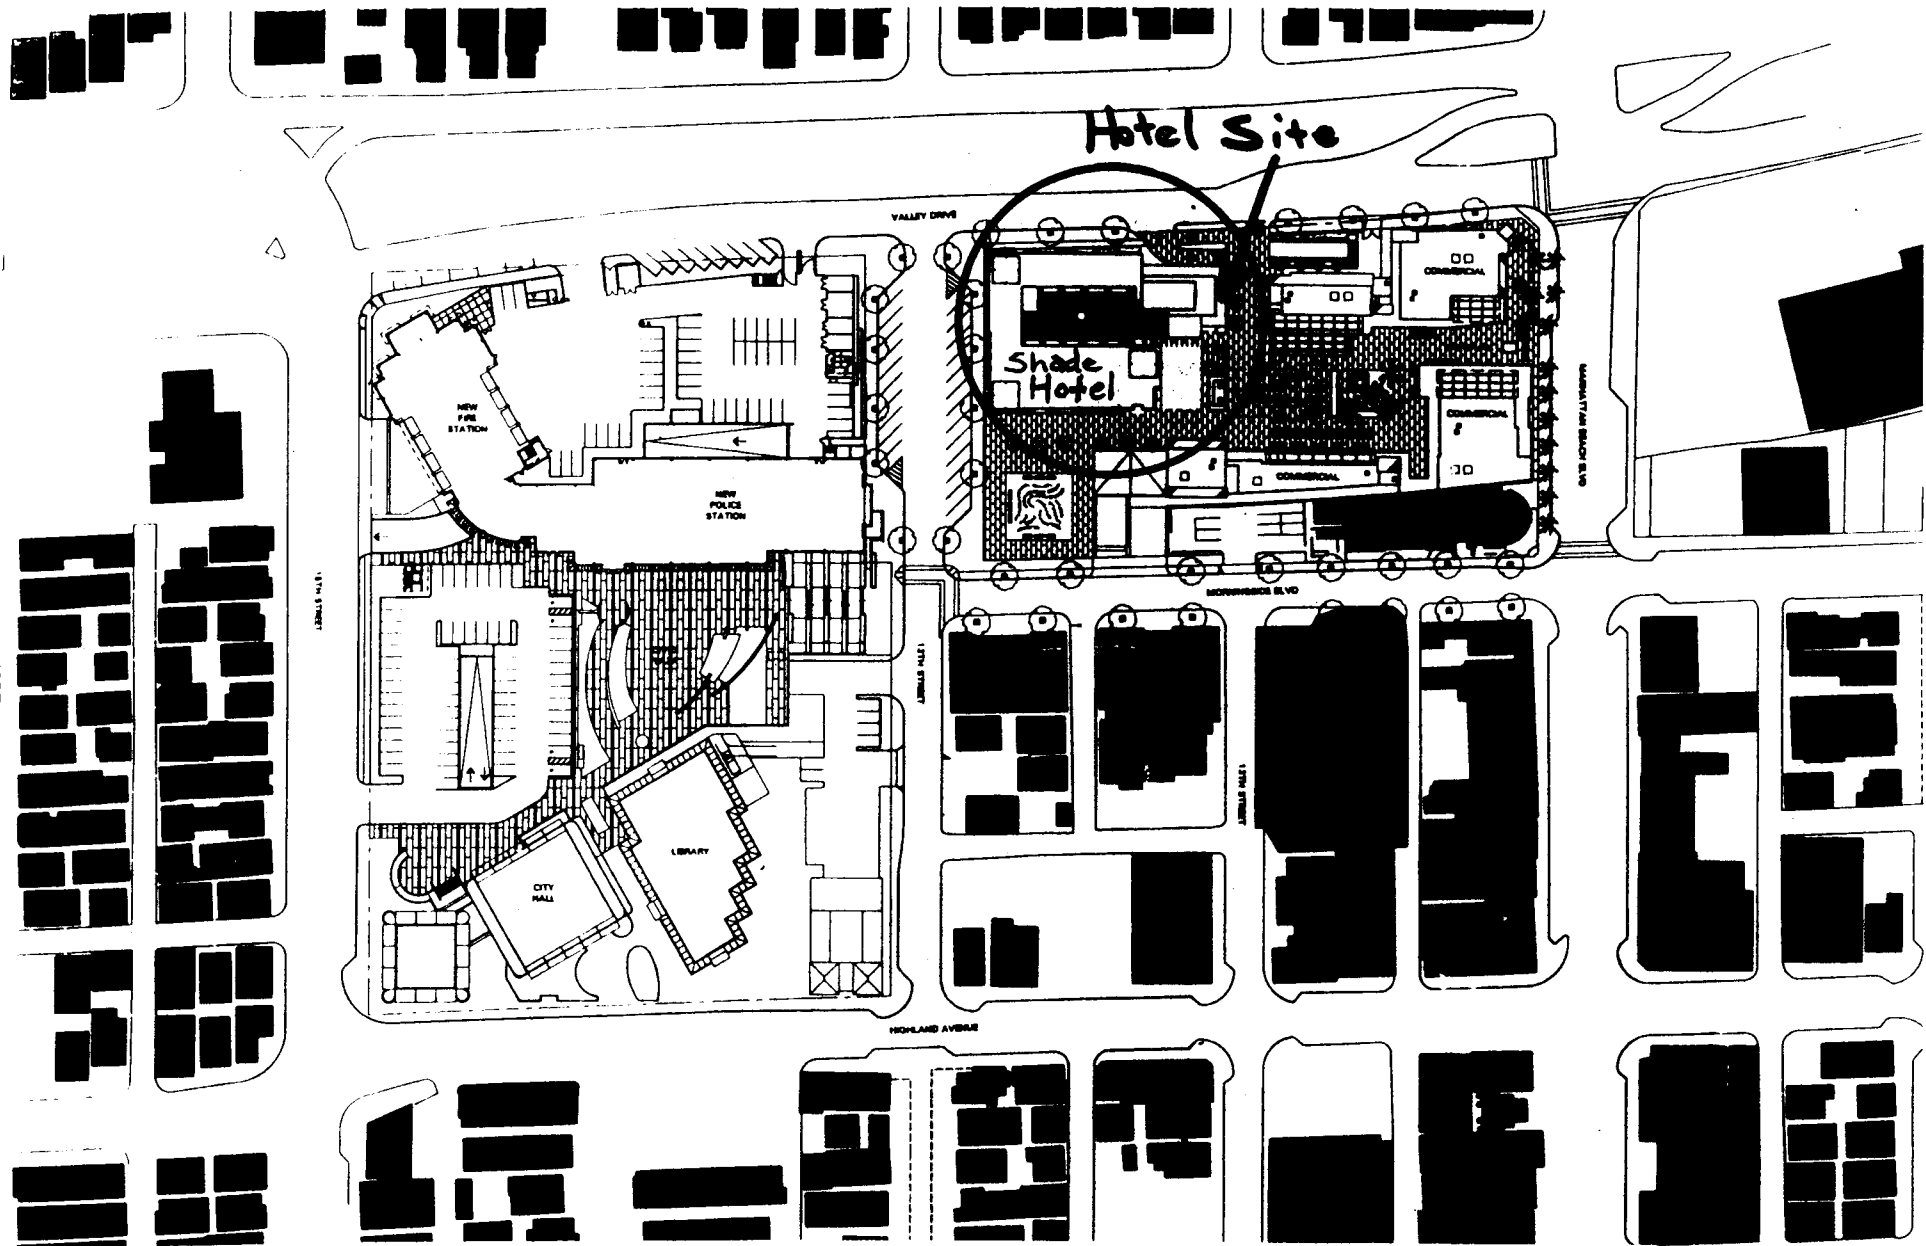 Hotel Site
VALLEY DRIVE
COMMERCIAL
Shade
Hotel
COMMERCIAL
MANHATTAN BEACH BLVD
NEW
FIRE
STATION
NEW
POLICE
STATION
COMMERCIAL
15TH STREET
MORNINGSIDE BLVD
13TH STREET
12TH STREET
LIBRARY
CITY
HALL
HIGHLAND AVENUE